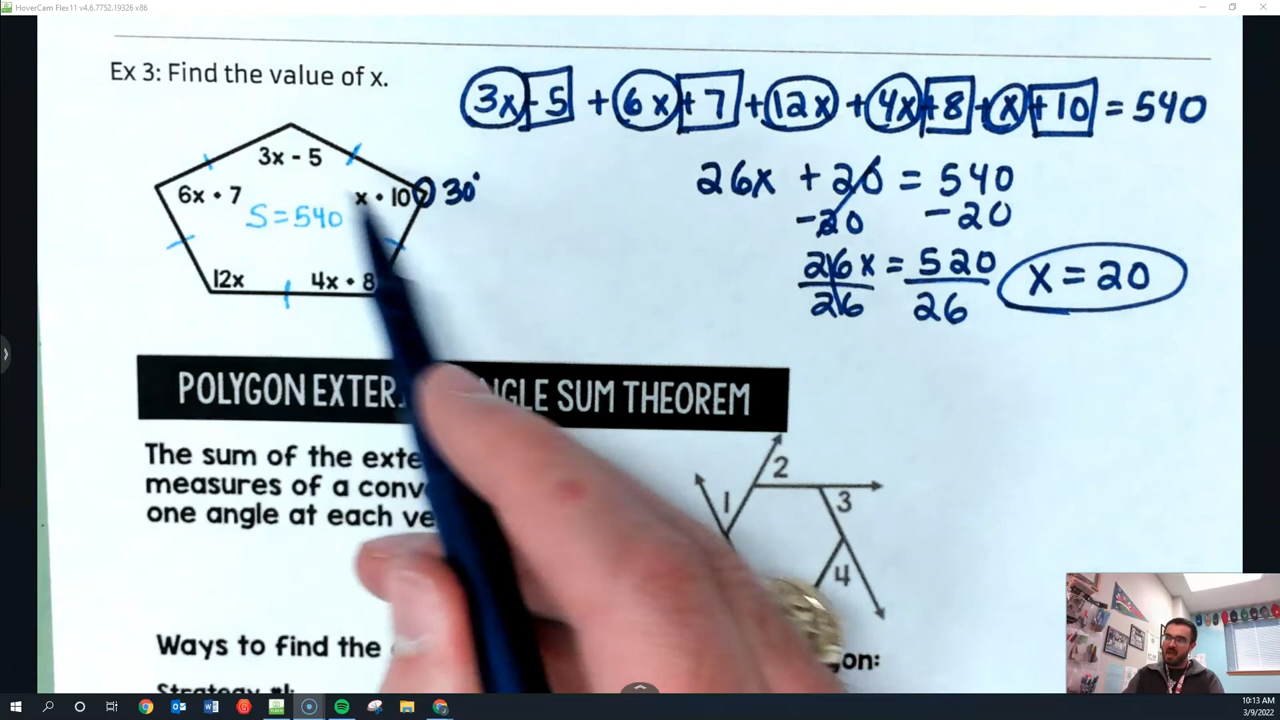 HoverCam Flex11 v4.6.7752.19326 x86
Ex 3: Find the value of x.
3x - 5 + 6x + 7 + 12x + 4x + 8 + x + 10 = 540
26x + 20 = 540
-20 -20
26x = 520
26 26
x = 20
3x - 5
6x + 7
x + 10
30°
S = 540
12x
4x + 8
POLYGON EXTER NGLE SUM THEOREM
The sum of the exte
measures of a conv
one angle at each ve
1
2
3
4
Ways to find the
on:
Strategy #1:
10:13 AM
3/9/2022